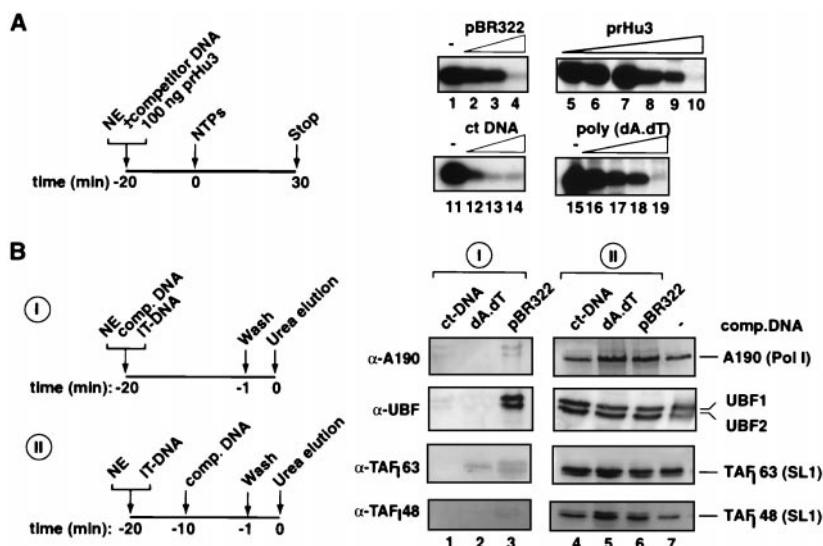 A
NE
±competitor DNA
100 ng prHu3
NTPs
Stop
time (min) -20 0 30
pBR322
-
1 2 3 4
prHu3
5 6 7 8 9 10
ct DNA
-
11 12 13 14
poly (dA.dT)
-
15 16 17 18 19
B
I
NE
comp. DNA
IT-DNA
Wash
Urea elution
time (min): -20 -1 0
II
NE
IT-DNA
comp. DNA
Wash
Urea elution
time (min): -20 -10 -1 0
I II
ct-DNA dA.dT pBR322 ct-DNA dA.dT pBR322 - comp.DNA
α-A190 A190 (Pol I)
α-UBF UBF1
UBF2
α-TAFI63 TAFI 63 (SL1)
α-TAFI48 TAFI 48 (SL1)
1 2 3 4 5 6 7